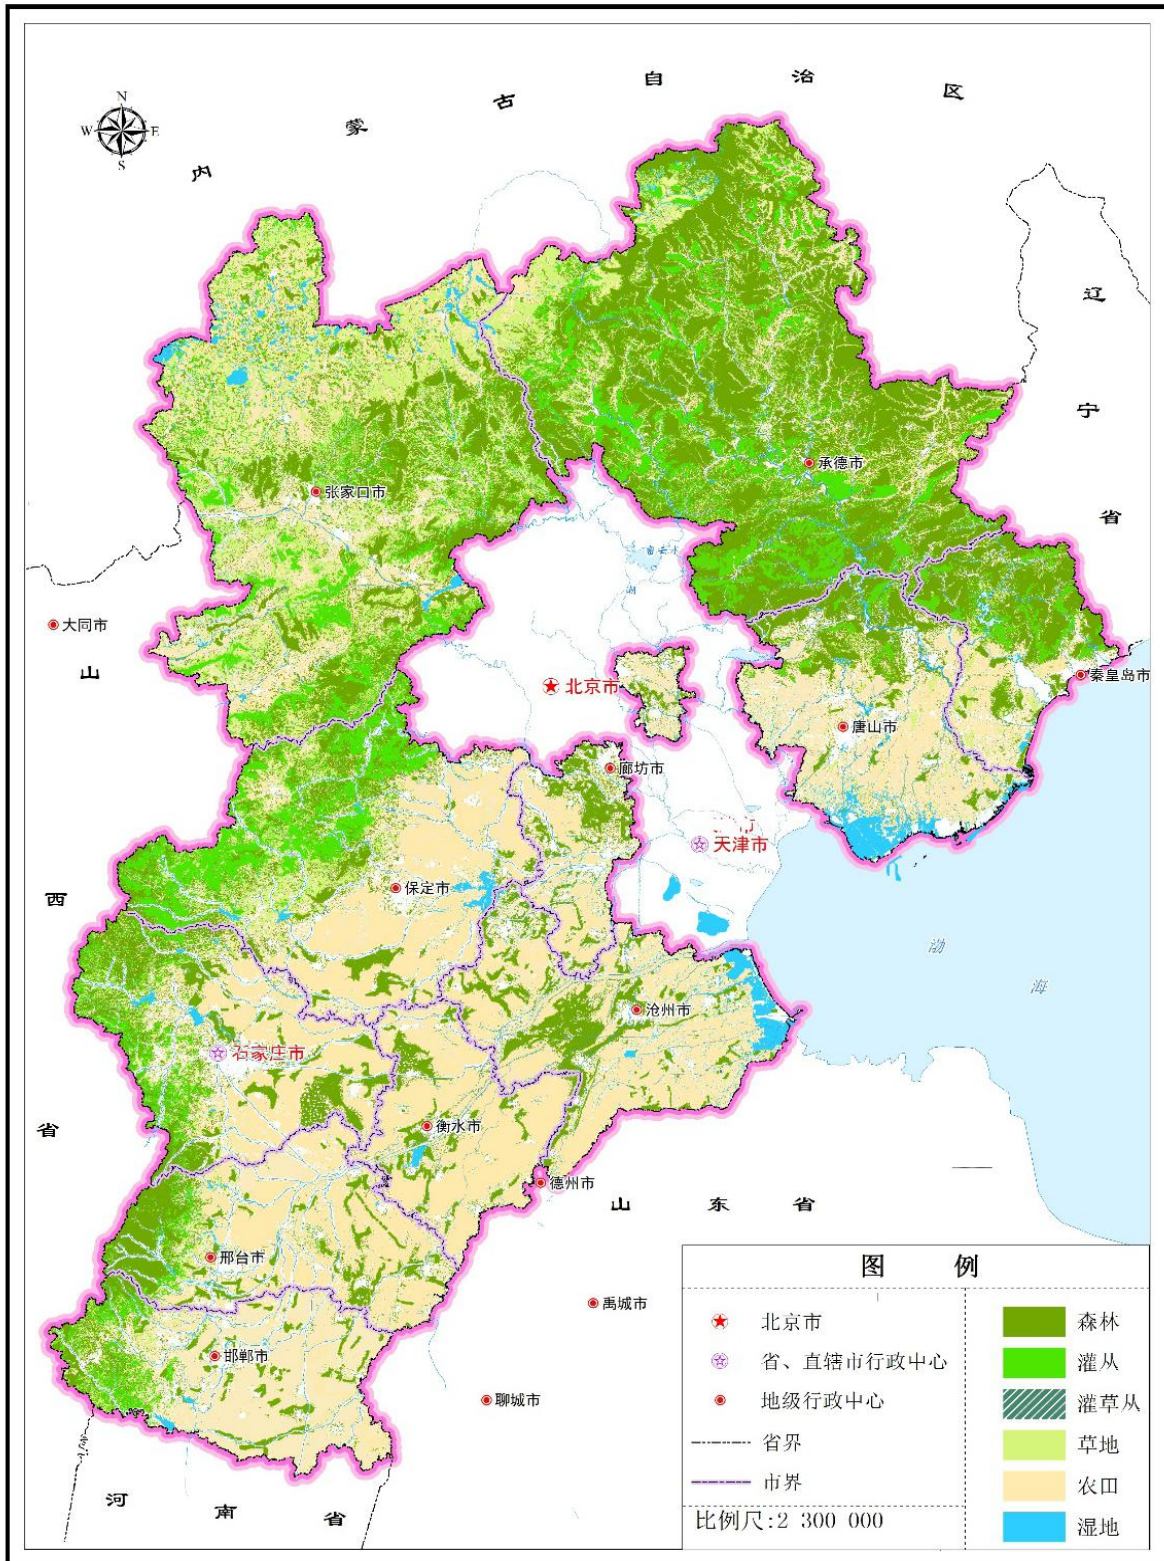 内 蒙 古 自 治 区
N
W E
S
辽 宁 省
承德市
张家口市
大同市
北京市
秦皇岛市
唐山市
廊坊市
天津市
山 西 省
保定市
渤 海
沧州市
石家庄市
衡水市
德州市
山 东 省
邢台市
禹城市
邯郸市
聊城市
河 南 省
图 例
北京市
省、直辖市行政中心
地级行政中心
省界
市界
比例尺:2 300 000
森林
灌丛
灌草丛
草地
农田
湿地